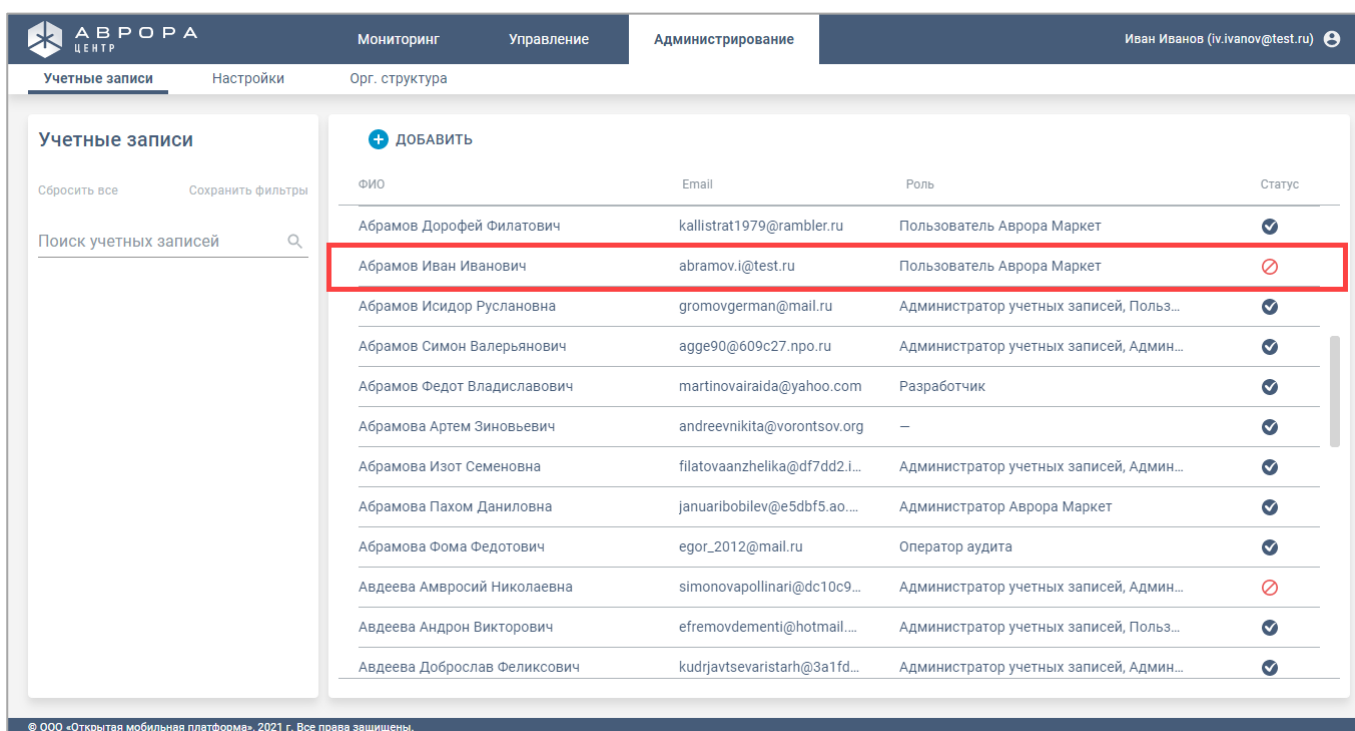 АВРОРА
ЦЕНТР
Мониторинг Управление Администрирование Иван Иванов (iv.ivanov@test.ru)
Учетные записи Настройки Орг. структура
Учетные записи
Сбросить все Сохранить фильтры
Поиск учетных записей
ДОБАВИТЬ
ФИО Email Роль Статус
Абрамов Дорофей Филатович kallistrat1979@rambler.ru Пользователь Аврора Маркет
Абрамов Иван Иванович abramov.i@test.ru Пользователь Аврора Маркет
Абрамов Исидор Руслановна gromovgerman@mail.ru Администратор учетных записей, Польз...
Абрамов Симон Валерьянович agge90@609c27.npo.ru Администратор учетных записей, Админ...
Абрамов Федот Владиславович martinovairaida@yahoo.com Разработчик
Абрамова Артем Зиновьевич andreevnikita@vorontsov.org —
Абрамова Изот Семеновна filatovaanzhelika@df7dd2.i... Администратор учетных записей, Админ...
Абрамова Пахом Даниловна januaribobilev@e5dbf5.ao.... Администратор Аврора Маркет
Абрамова Фома Федотович egor_2012@mail.ru Оператор аудита
Авдеева Амвросий Николаевна simonovapollinari@dc10c9... Администратор учетных записей, Админ...
Авдеева Андрон Викторович efremovdementi@hotmail.... Администратор учетных записей, Польз...
Авдеева Доброслав Феликсович kudrjavtsevaristarh@3a1fd... Администратор учетных записей, Админ...
© ООО «Открытая мобильная платформа», 2021 г. Все права защищены.